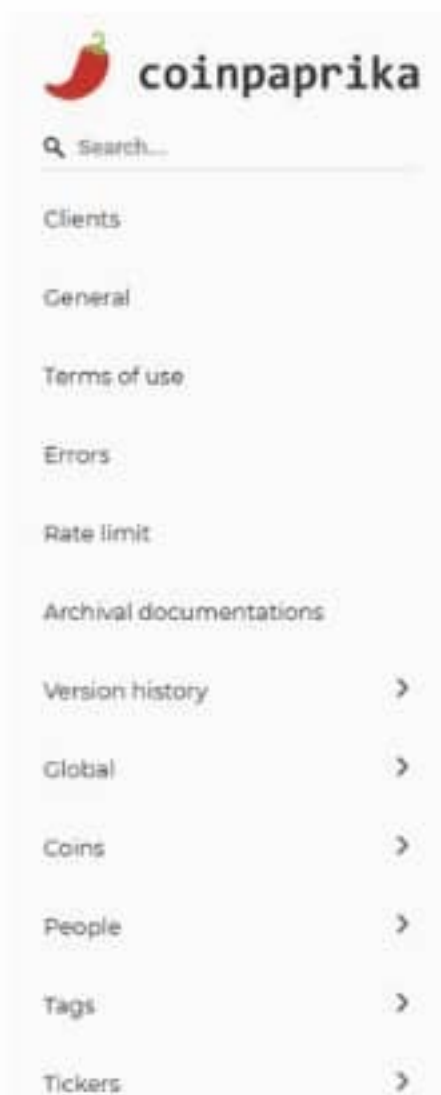 coinpaprika
Search...
Clients
General
Terms of use
Errors
Rate limit
Archival documentations
Version history
Global
Coins
People
Tags
Tickers